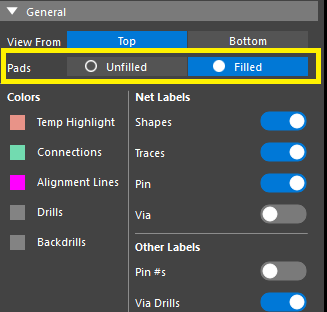 General
View From Top Bottom
Pads Unfilled Filled
Colors
Temp Highlight
Connections
Alignment Lines
Drills
Backdrills
Net Labels
Shapes
Traces
Pin
Via
Other Labels
Pin #s
Via Drills